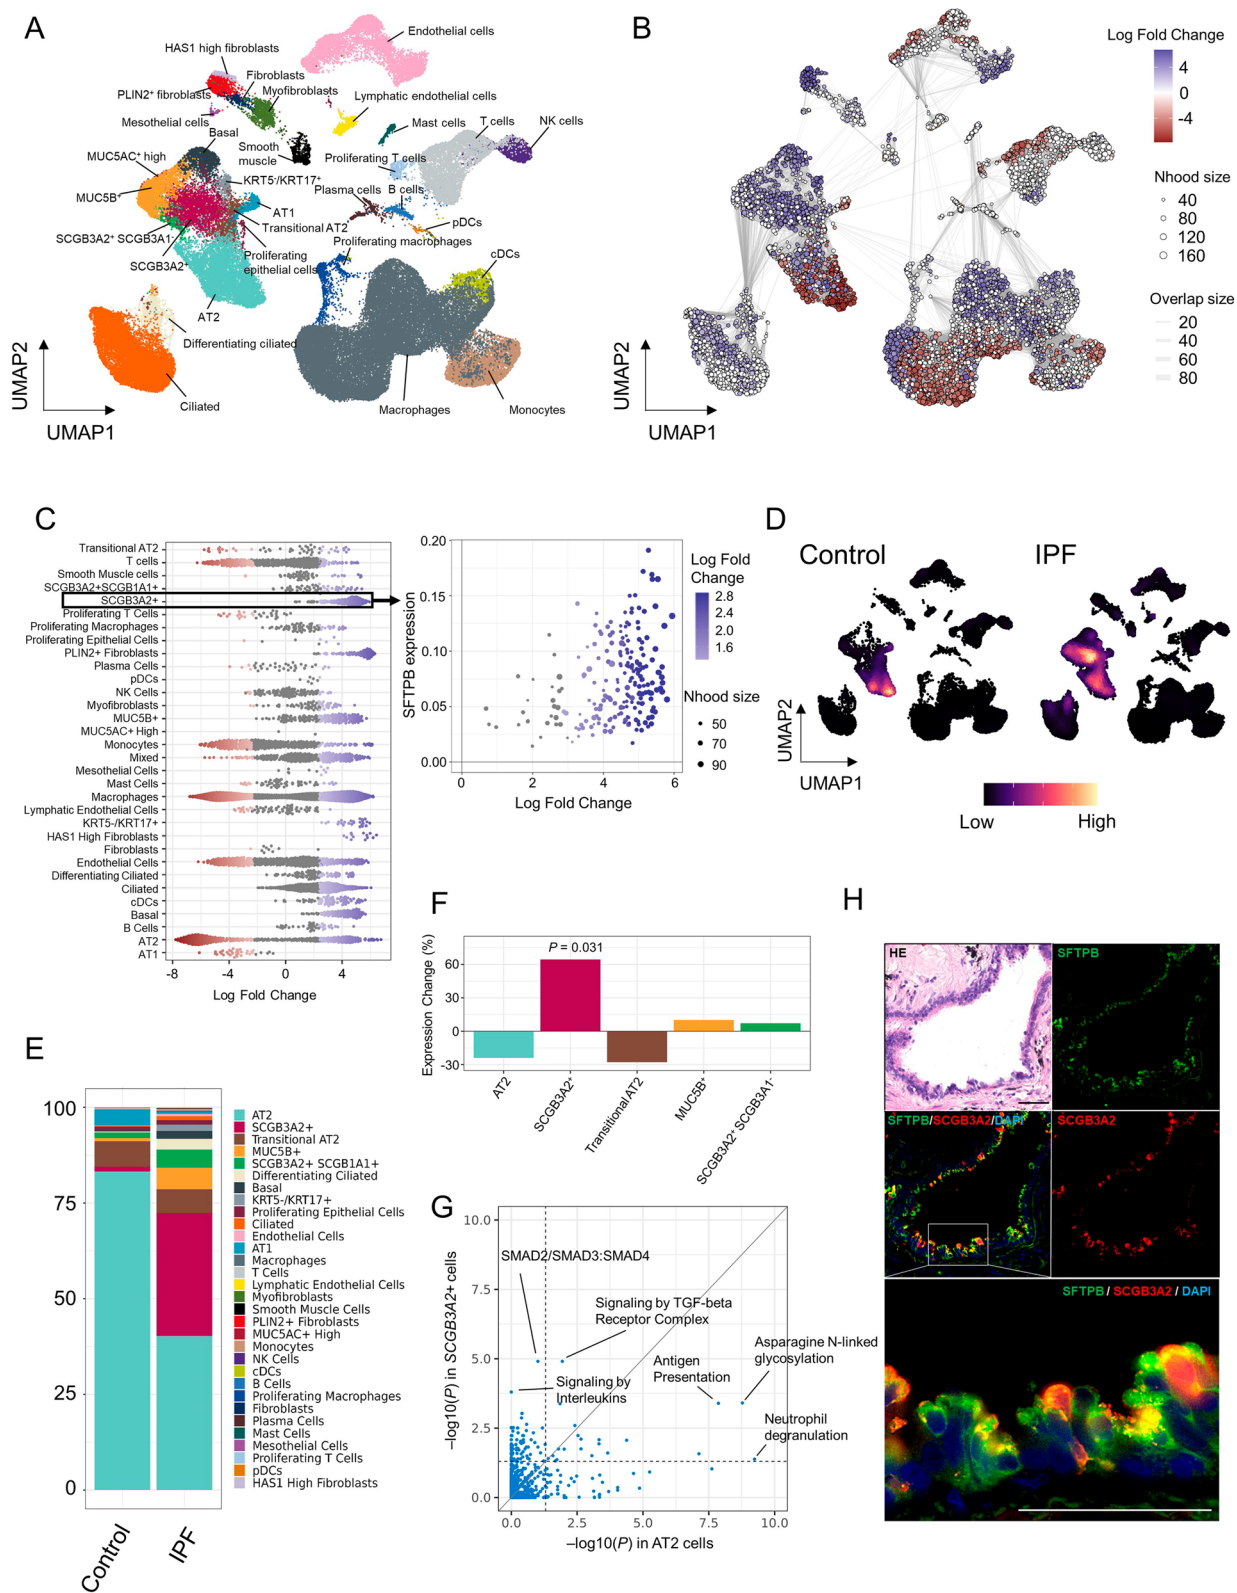 A
Endothelial cells
HAS1 high fibroblasts
Fibroblasts
PLIN2+ fibroblasts
Myofibroblasts
Lymphatic endothelial cells
Mesothelial cells
Mast cells
T cells
NK cells
Basal
Smooth
muscle
Proliferating T cells
MUC5AC+ high
KRT5-/KRT17+
Plasma cells
B cells
MUC5B+
AT1
pDCs
Transitional AT2
SCGB3A2+ SCGB3A1-
Proliferating macrophages
Proliferating
epithelial cells
cDCs
SCGB3A2+
AT2
Differentiating ciliated
Ciliated
Macrophages
Monocytes
UMAP2
UMAP1
B
Log Fold Change
4
0
-4
Nhood size
40
80
120
160
Overlap size
20
40
60
80
UMAP2
UMAP1
C
Transitional AT2
T cells
Smooth Muscle cells
SCGB3A2+SCGB1A1+
SCGB3A2+
Proliferating T Cells
Proliferating Macrophages
Proliferating Epithelial Cells
PLIN2+ Fibroblasts
Plasma Cells
pDCs
NK Cells
Myofibroblasts
MUC5B+
MUC5AC+ High
Monocytes
Mixed
Mesothelial Cells
Mast Cells
Macrophages
Lymphatic Endothelial Cells
KRT5-/KRT17+
HAS1 High Fibroblasts
Fibroblasts
Endothelial Cells
Differentiating Ciliated
Ciliated
cDCs
Basal
B Cells
AT2
AT1
-8 -4 0 4
Log Fold Change
SFTPB expression
0.20
0.15
0.10
0.05
0.00
0 2 4 6
Log Fold Change
Log Fold
Change
2.8
2.4
2.0
1.6
Nhood size
50
70
90
D
Control
IPF
UMAP2
UMAP1
Low High
E
100
75
50
25
0
Control
IPF
AT2
SCGB3A2+
Transitional AT2
MUC5B+
SCGB3A2+ SCGB1A1+
Differentiating Ciliated
Basal
KRT5-/KRT17+
Proliferating Epithelial Cells
Ciliated
Endothelial Cells
AT1
Macrophages
T Cells
Lymphatic Endothelial Cells
Myofibroblasts
Smooth Muscle Cells
PLIN2+ Fibroblasts
MUC5AC+ High
Monocytes
NK Cells
cDCs
B Cells
Proliferating Macrophages
Fibroblasts
Plasma Cells
Mast Cells
Mesothelial Cells
Proliferating T Cells
pDCs
HAS1 High Fibroblasts
F
Expression Change (%)
60
30
0
-30
P = 0.031
AT2
SCGB3A2+
Transitional AT2
MUC5B+
SCGB3A2+ SCGB3A1-
G
–log10(P) in SCGB3A2+ cells
10.0
7.5
5.0
2.5
0.0
SMAD2/SMAD3:SMAD4
Signaling by TGF-beta
Receptor Complex
Signaling by
Interleukins
Antigen
Presentation
Asparagine N-linked
glycosylation
Neutrophil
degranulation
0.0 2.5 5.0 7.5 10.0
–log10(P) in AT2 cells
H
HE
SFTPB
SFTPB/SCGB3A2/DAPI
SCGB3A2
SFTPB / SCGB3A2 / DAPI